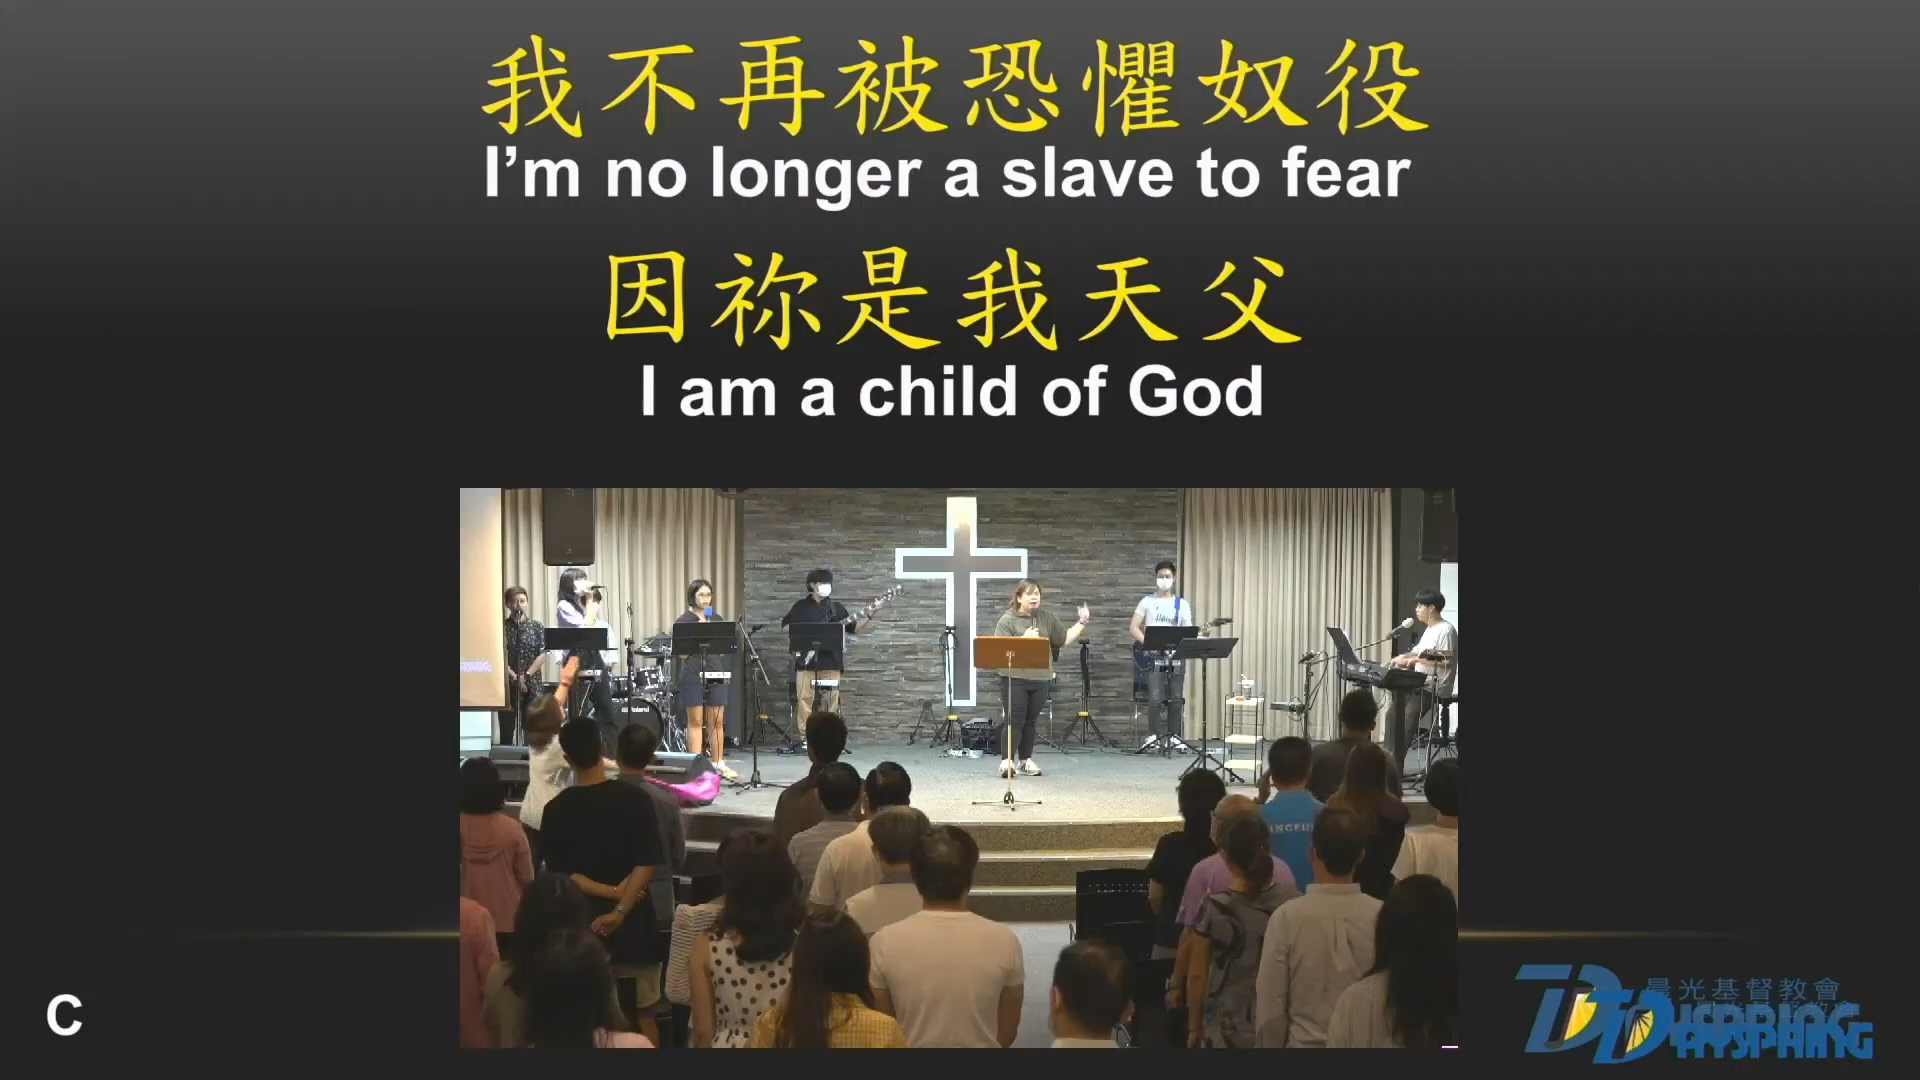 我不再被恐懼奴役
I’m no longer a slave to fear
因祢是我天父
I am a child of God
C
晨光基督教會